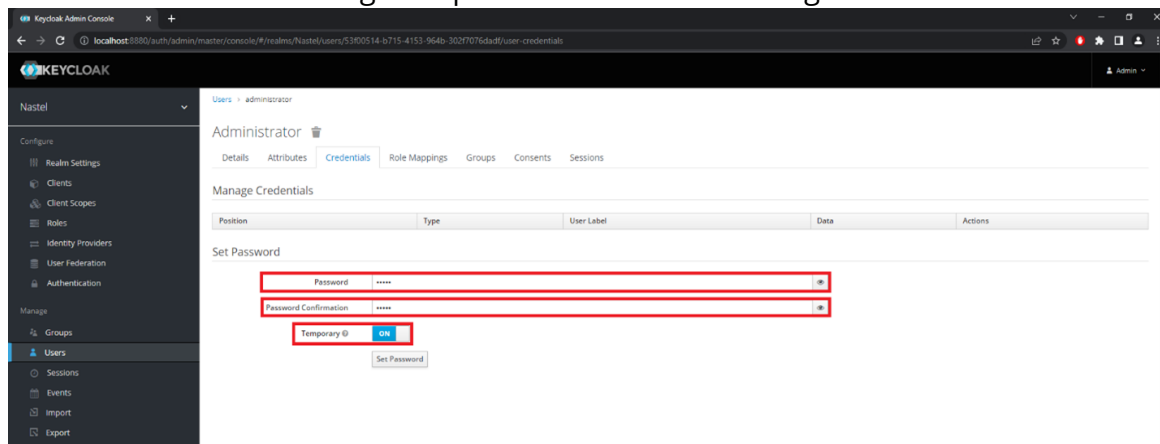 Keycloak Admin Console
localhost:8880/auth/admin/master/console/#/realms/Nastel/users/53f00514-b715-4153-964b-302f7076dadf/user-credentials
KEYCLOAK
Admin
Nastel
Users > administrator
Administrator
Configure
Details Attributes Credentials Role Mappings Groups Consents Sessions
Realm Settings
Clients
Manage Credentials
Client Scopes
Position Type User Label Data Actions
Roles
Identity Providers
Set Password
User Federation
Authentication
Password •••••
Password Confirmation •••••
Manage
Temporary ON
Groups
Users
Set Password
Sessions
Events
Import
Export